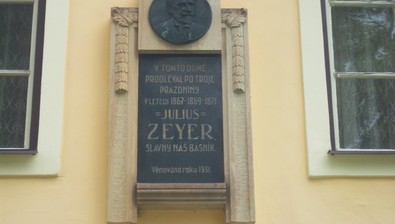 V TOMTO DOMĚ
PRODLÉVAL PO TROJE
PRÁZDNINY
V LETECH 1867-1869-1871
=JULIUS=
ZEYER,
SLAVNÝ NÁŠ BÁSNÍK.
Věnováno roku 1931.